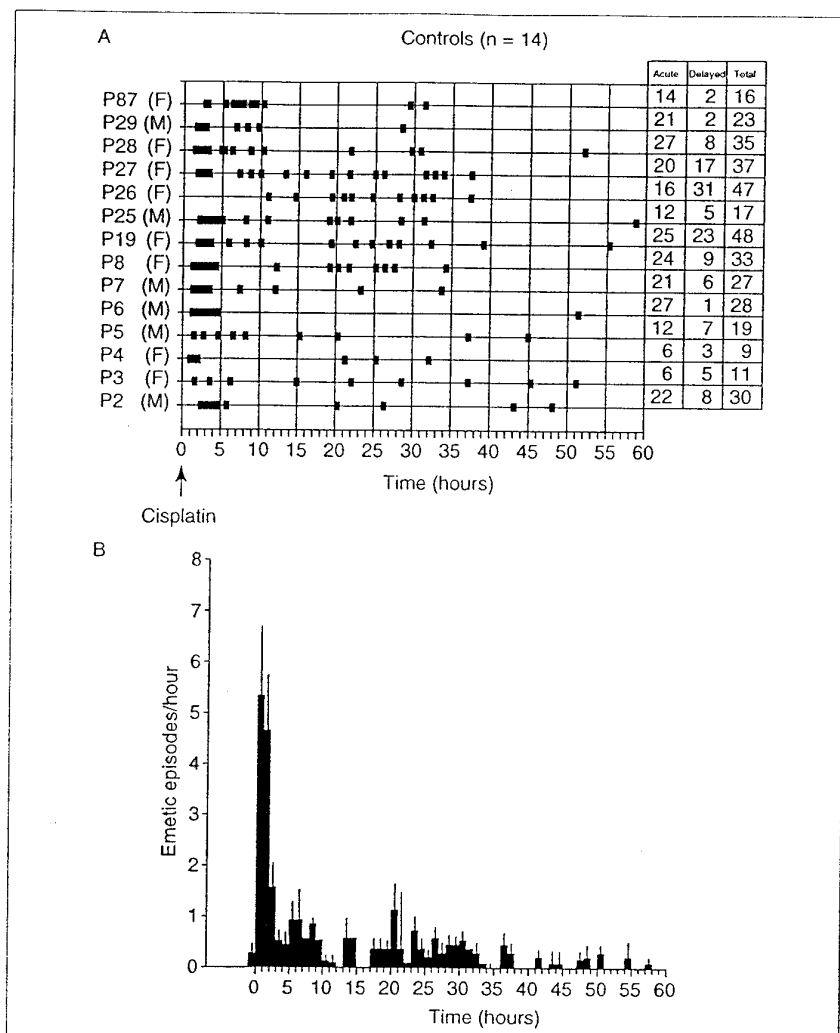 A
Controls (n = 14)
Acute Delayed Total
P87 (F) 14 2 16
P29 (M) 21 2 23
P28 (F) 27 8 35
P27 (F) 20 17 37
P26 (F) 16 31 47
P25 (M) 12 5 17
P19 (F) 25 23 48
P8 (F) 24 9 33
P7 (M) 21 6 27
P6 (M) 27 1 28
P5 (M) 12 7 19
P4 (F) 6 3 9
P3 (F) 6 5 11
P2 (M) 22 8 30
0 5 10 15 20 25 30 35 40 45 50 55 60
Time (hours)
Cisplatin
B
8
7
6
5
4
3
2
1
0
Emetic episodes/hour
0 5 10 15 20 25 30 35 40 45 50 55 60
Time (hours)